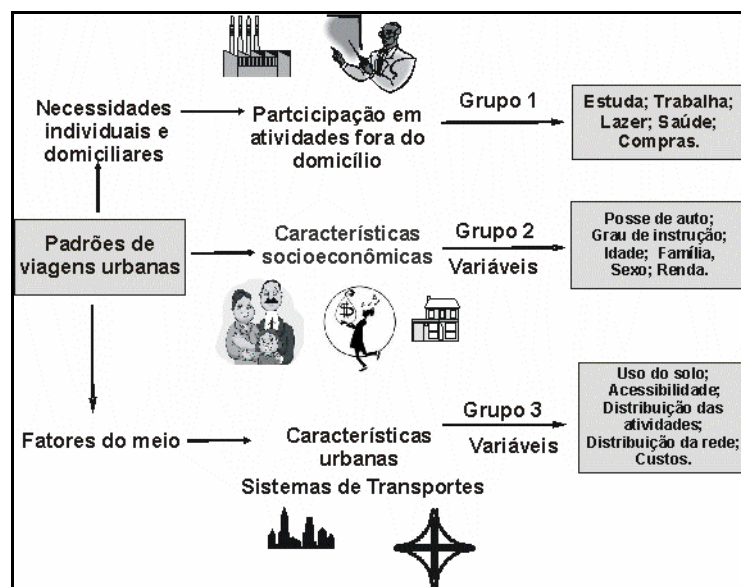 Necessidades
individuais e
domiciliares
Partcicipação em
atividades fora do
domicílio
Grupo 1
Estuda; Trabalha;
Lazer; Saúde;
Compras.
Padrões de
viagens urbanas
Características
socioeconômicas
Grupo 2
Variáveis
Posse de auto;
Grau de instrução;
Idade; Família,
Sexo; Renda.
$
Fatores do meio
Características
urbanas
Sistemas de Transportes
Grupo 3
Variáveis
Uso do solo;
Acessibilidade;
Distribuição das
atividades;
Distribuição da rede;
Custos.